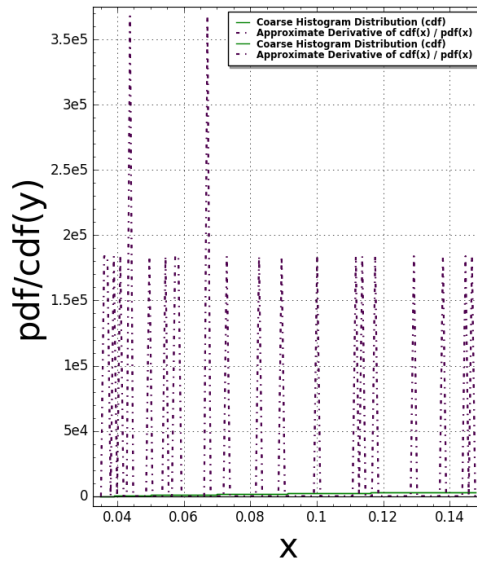 Coarse Histogram Distribution (cdf)
Approximate Derivative of cdf(x) / pdf(x)
Coarse Histogram Distribution (cdf)
Approximate Derivative of cdf(x) / pdf(x)
3.5e5
3e5
2.5e5
2e5
1.5e5
1e5
5e4
0
pdf/cdf(y)
0.04 0.06 0.08 0.1 0.12 0.14
x